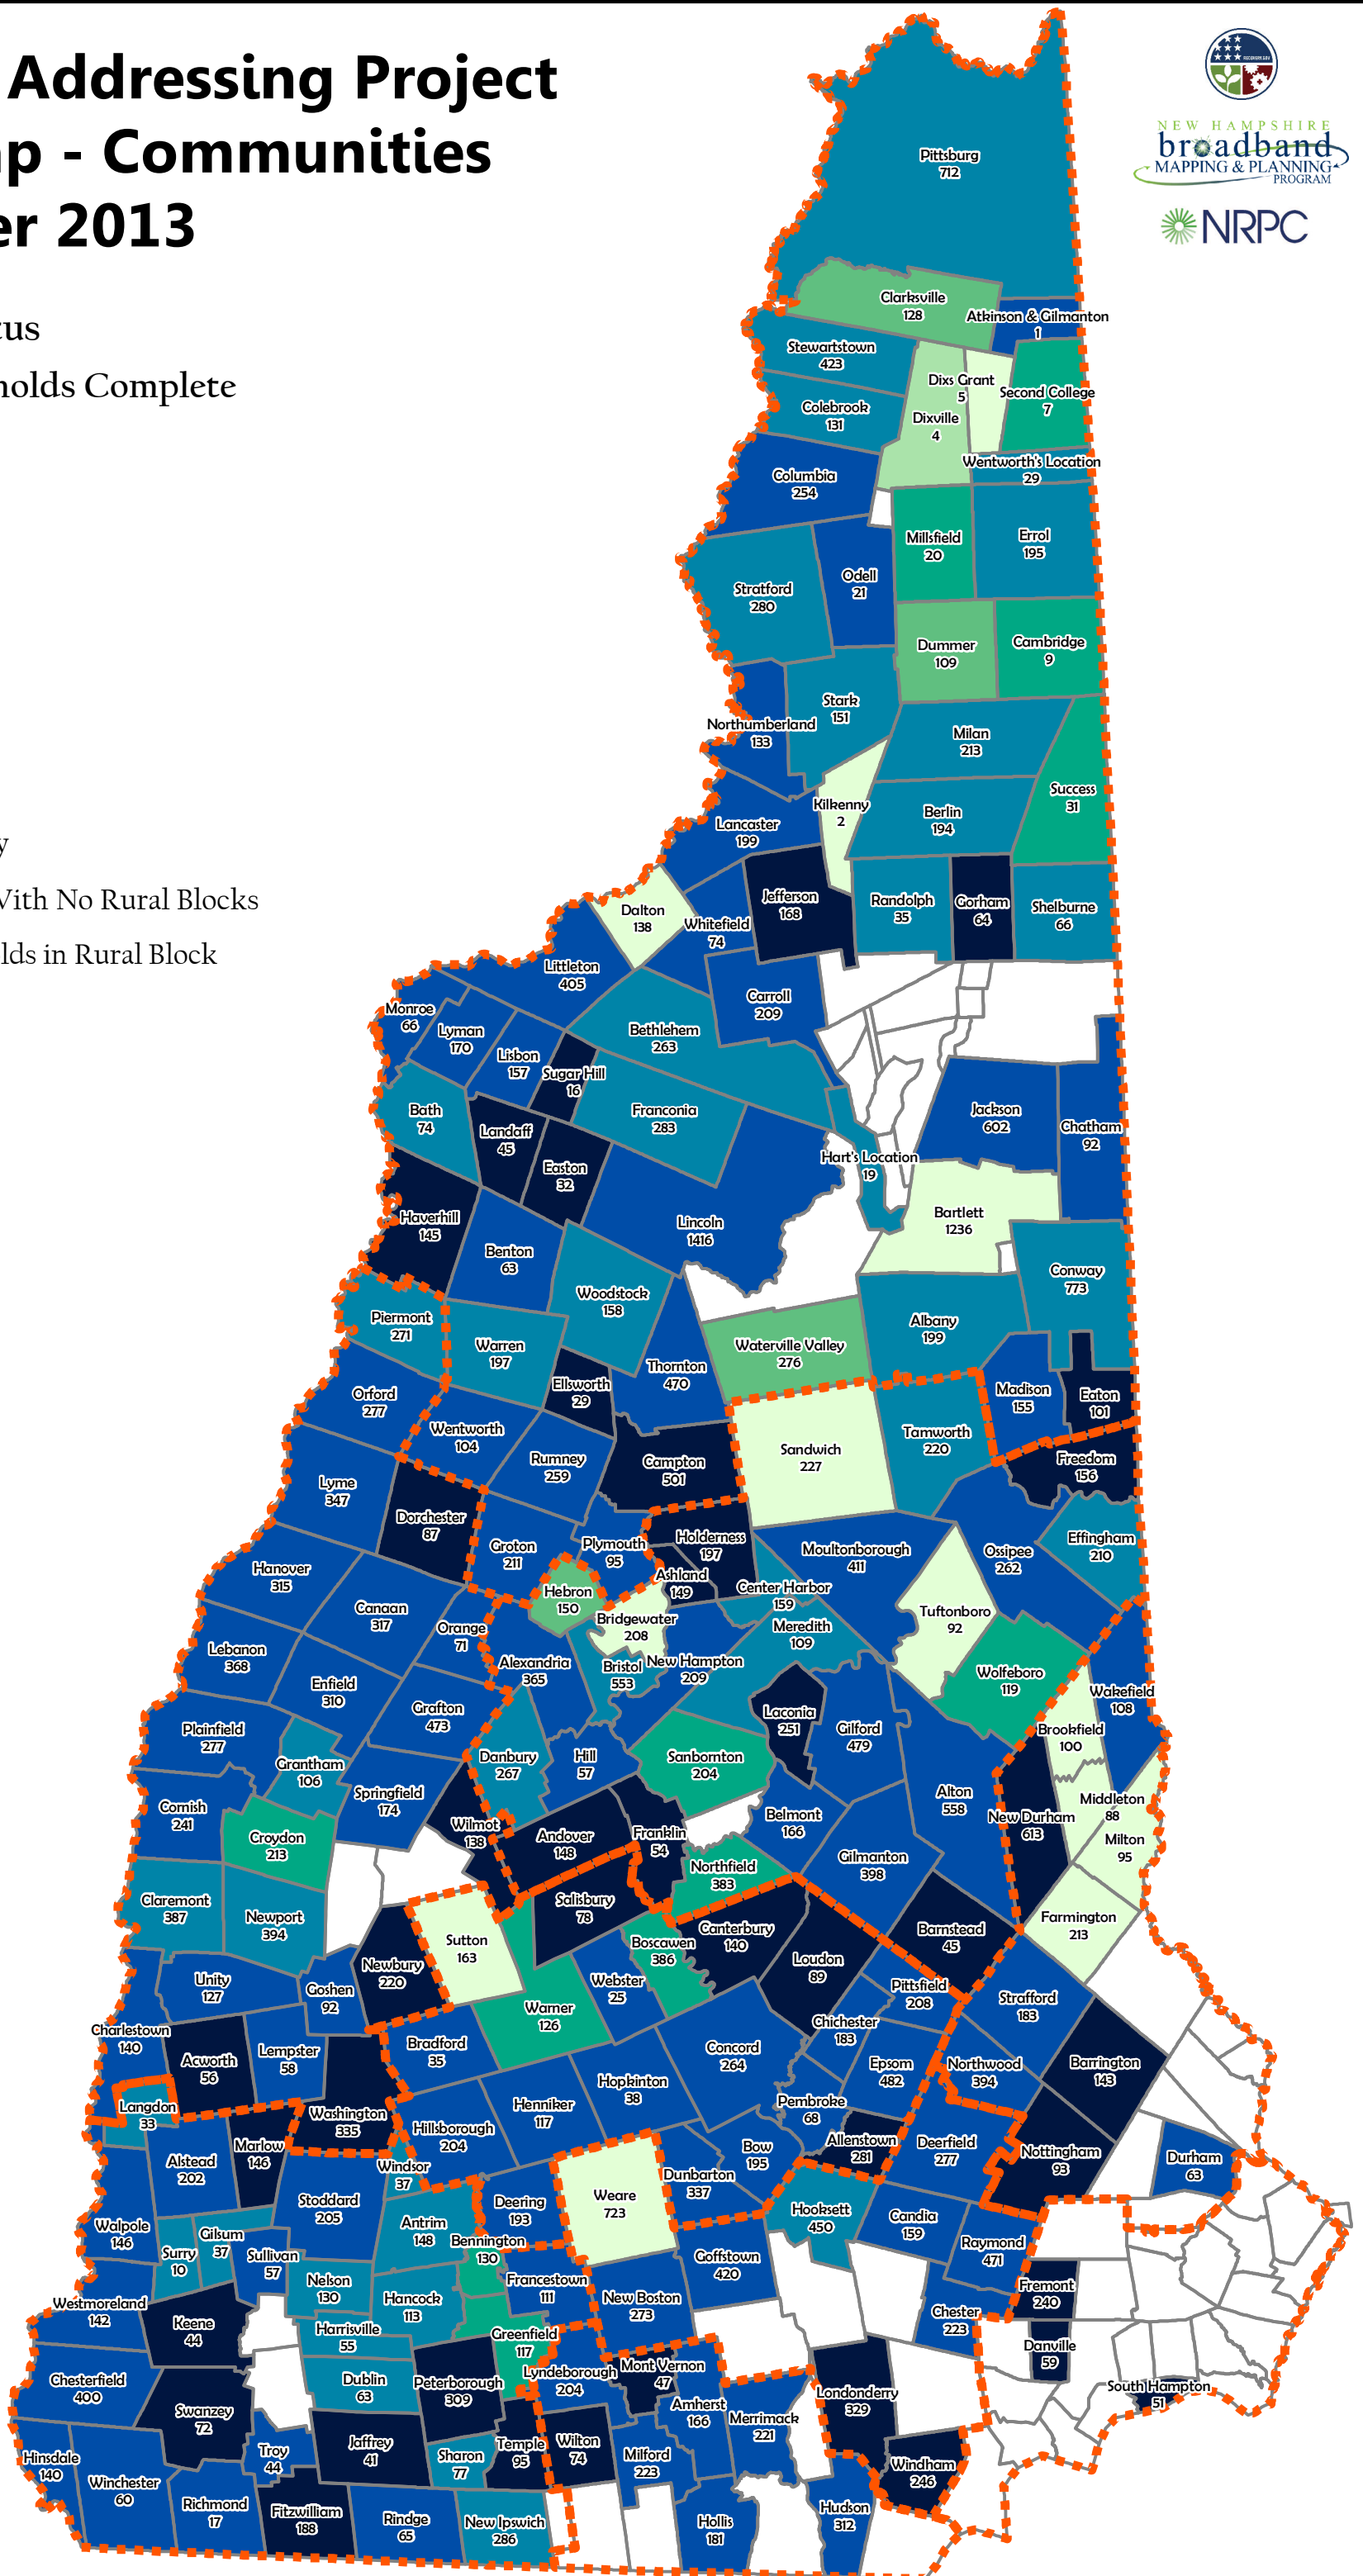 Addressing Project
p - Communities
er 2013
us
holds Complete
y
With No Rural Blocks
lds in Rural Block
NEW HAMPSHIRE
broadband
MAPPING & PLANNING
PROGRAM
NRPC
Pittsburg
712
Clarksville
128
Atkinson & Gilmanton
1
Stewartstown
423
Dixs Grant
5
Second College
7
Colebrook
131
Dixville
4
Wentworth's Location
29
Columbia
254
Millsfield
20
Errol
195
Odell
21
Stratford
280
Dummer
109
Cambridge
9
Stark
151
Northumberland
133
Milan
213
Success
31
Kilkenny
2
Berlin
194
Lancaster
199
Jefferson
168
Randolph
35
Gorham
64
Shelburne
66
Dalton
138
Whitefield
74
Littleton
405
Carroll
209
Monroe
66
Lyman
170
Bethlehem
263
Lisbon
157
Sugar Hill
16
Bath
74
Franconia
283
Jackson
602
Chatham
92
Landaff
45
Easton
32
Hart's Location
19
Haverhill
145
Lincoln
1416
Bartlett
1236
Benton
63
Conway
773
Woodstock
158
Piermont
271
Albany
199
Warren
197
Waterville Valley
276
Thornton
470
Ellsworth
29
Madison
155
Eaton
101
Orford
277
Wentworth
104
Tamworth
220
Sandwich
227
Rumney
259
Campton
501
Freedom
156
Lyme
347
Dorchester
87
Holderness
197
Effingham
210
Groton
211
Plymouth
95
Moultonborough
411
Ossipee
262
Hanover
315
Ashland
149
Center Harbor
159
Hebron
150
Canaan
317
Tuftonboro
92
Bridgewater
208
Orange
71
Meredith
109
Lebanon
368
Alexandria
365
Bristol
553
New Hampton
209
Wolfeboro
119
Enfield
310
Wakefield
108
Grafton
473
Laconia
251
Plainfield
277
Gilford
479
Brookfield
100
Danbury
267
Hill
57
Sanbornton
204
Grantham
106
Springfield
174
Alton
558
Middleton
88
Cornish
241
Belmont
166
New Durham
613
Wilmot
138
Andover
148
Franklin
54
Croydon
213
Milton
95
Gilmanton
398
Northfield
383
Claremont
387
Salisbury
78
Newport
394
Farmington
213
Canterbury
140
Barnstead
45
Sutton
163
Boscawen
386
Loudon
89
Newbury
220
Unity
127
Webster
25
Pittsfield
208
Goshen
92
Strafford
183
Warner
126
Chichester
183
Charlestown
140
Bradford
35
Concord
264
Lempster
58
Acworth
56
Epsom
482
Northwood
394
Barrington
143
Hopkinton
38
Langdon
33
Henniker
117
Pembroke
68
Washington
335
Hillsborough
204
Allenstown
281
Deerfield
277
Marlow
146
Bow
195
Nottingham
93
Alstead
202
Windsor
37
Dunbarton
337
Durham
63
Weare
723
Stoddard
205
Deering
193
Hooksett
450
Candia
159
Walpole
146
Antrim
148
Gilsum
37
Bennington
130
Raymond
471
Surry
10
Sullivan
57
Goffstown
420
Nelson
130
Francestown
111
Fremont
240
Hancock
113
New Boston
273
Westmoreland
142
Chester
223
Keene
44
Harrisville
55
Greenfield
117
Danville
59
Mont Vernon
47
Lyndeborough
204
Chesterfield
400
Dublin
63
Peterborough
309
South Hampton
51
Londonderry
329
Amherst
166
Swanzey
72
Merrimack
221
Jaffrey
41
Temple
95
Wilton
74
Troy
44
Sharon
77
Milford
223
Hinsdale
140
Windham
246
Winchester
60
Richmond
17
Fitzwilliam
188
Rindge
65
New Ipswich
286
Hollis
181
Hudson
312